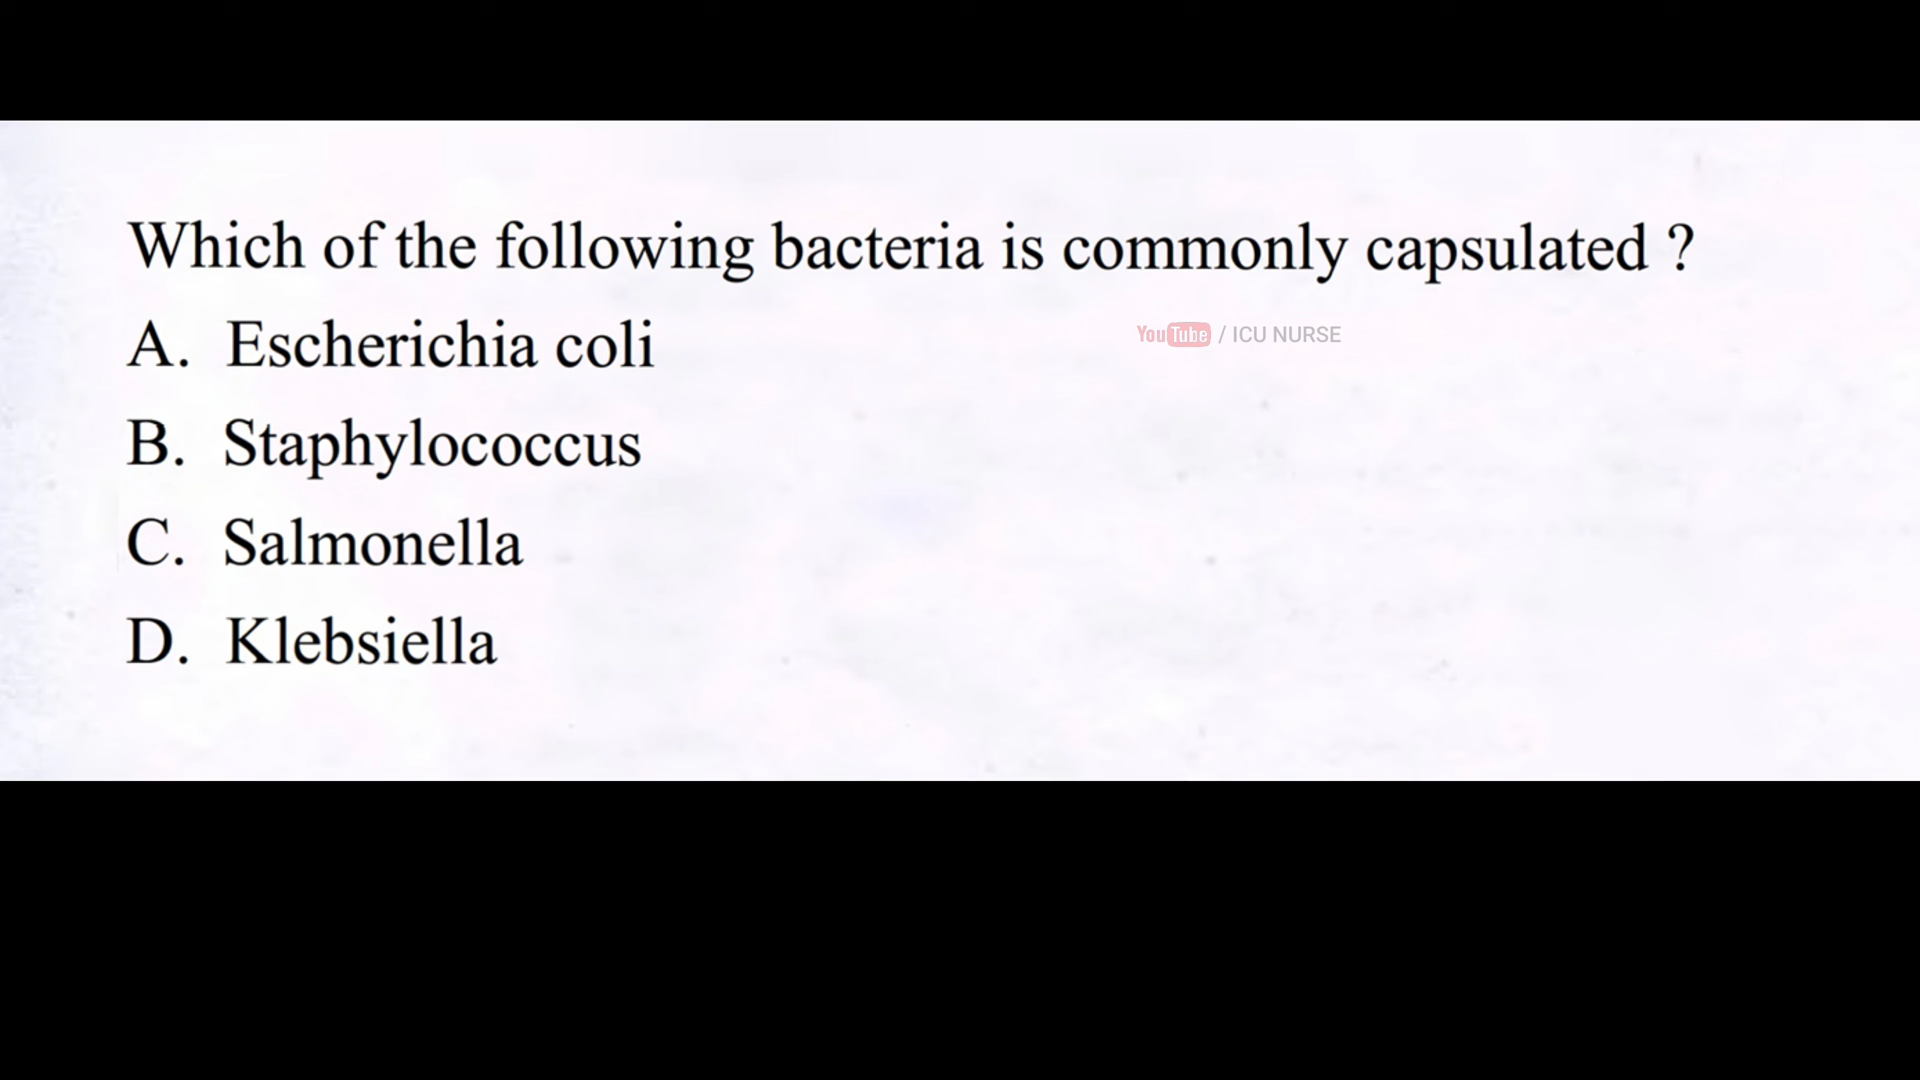 Which of the following bacteria is commonly capsulated ?
YouTube / ICU NURSE
A. Escherichia coli
B. Staphylococcus
C. Salmonella
D. Klebsiella